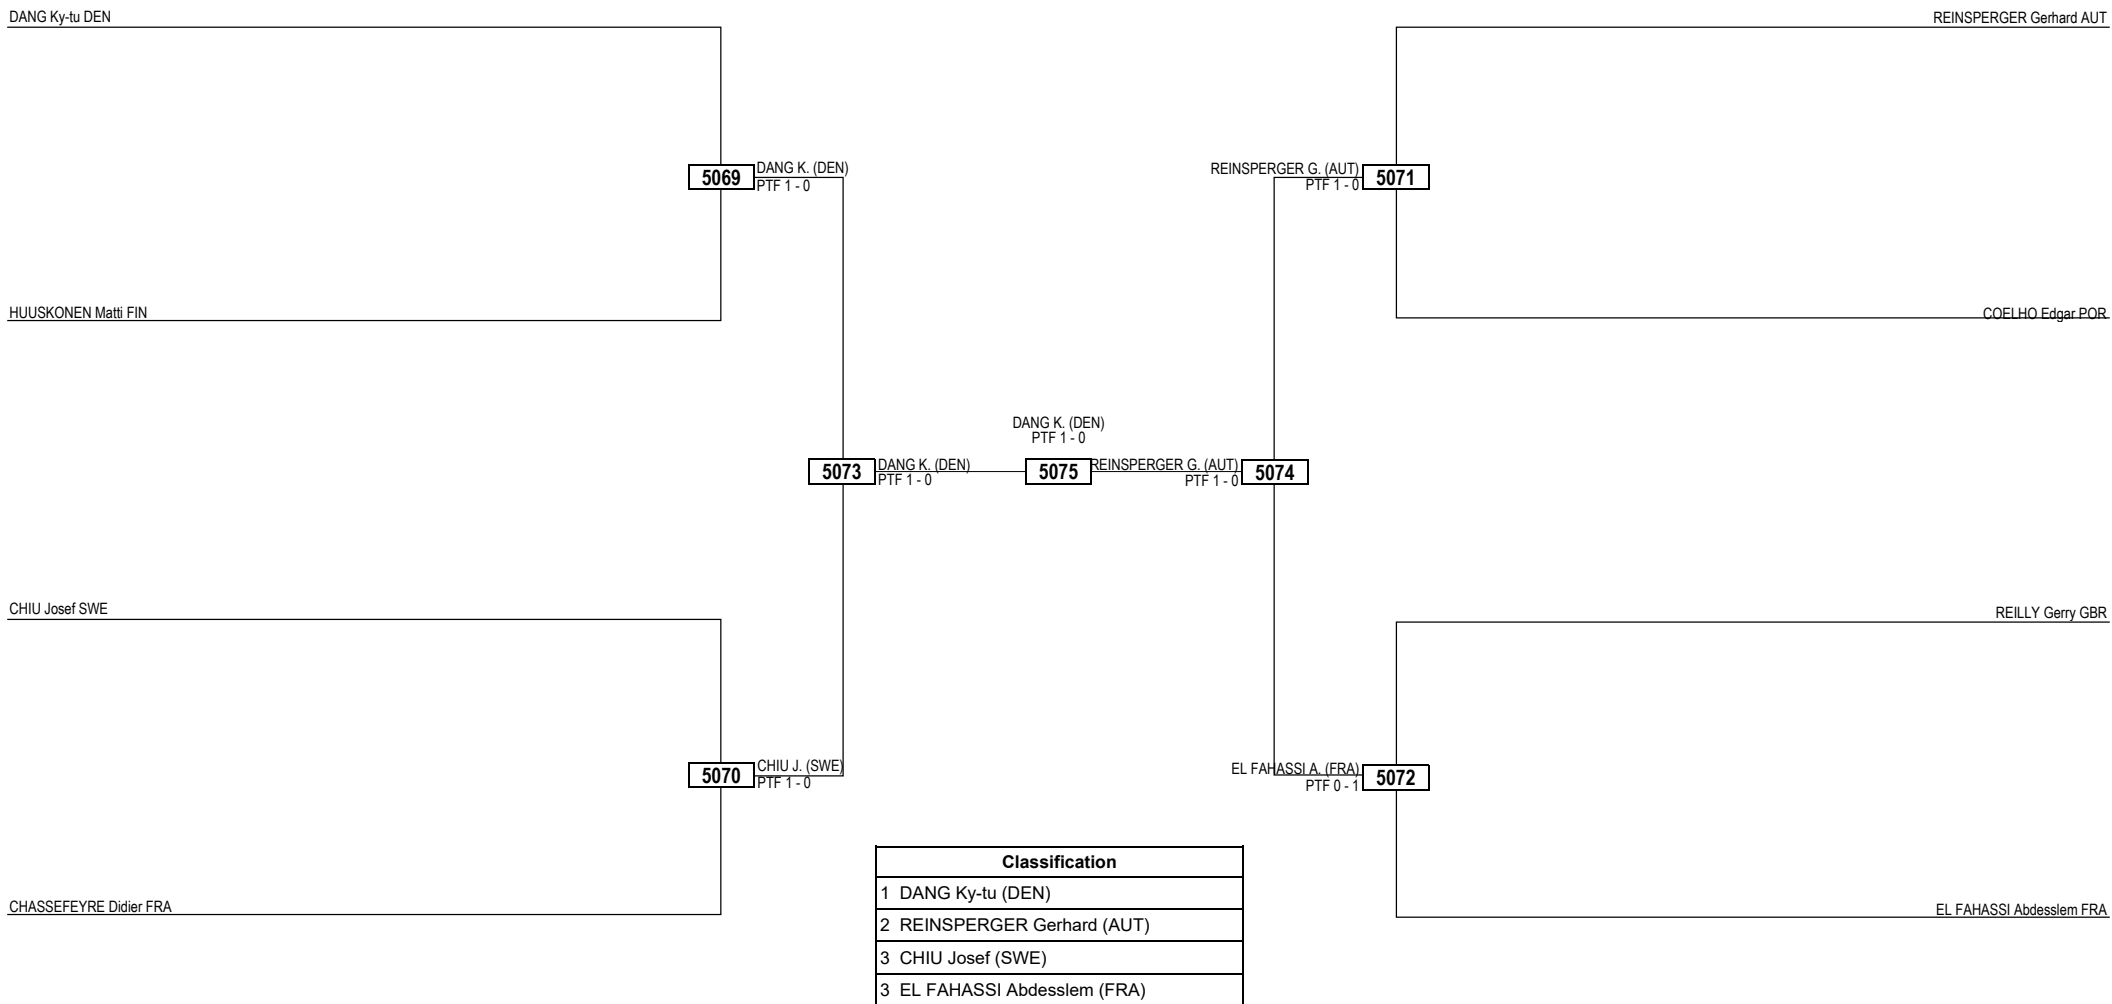 DANG Ky-tu DEN
REINSPERGER Gerhard AUT
5069
DANG K. (DEN)
PTF 1 - 0
REINSPERGER G. (AUT)
PTF 1 - 0
5071
HUUSKONEN Matti FIN
COELHO Edgar POR
DANG K. (DEN)
PTF 1 - 0
5073
DANG K. (DEN)
PTF 1 - 0
5075
REINSPERGER G. (AUT)
PTF 1 - 0
5074
CHIU Josef SWE
REILLY Gerry GBR
5070
CHIU J. (SWE)
PTF 1 - 0
EL FAHASSI A. (FRA)
PTF 0 - 1
5072
CHASSEFEYRE Didier FRA
EL FAHASSI Abdesslem FRA
Classification
1 DANG Ky-tu (DEN)
2 REINSPERGER Gerhard (AUT)
3 CHIU Josef (SWE)
3 EL FAHASSI Abdesslem (FRA)